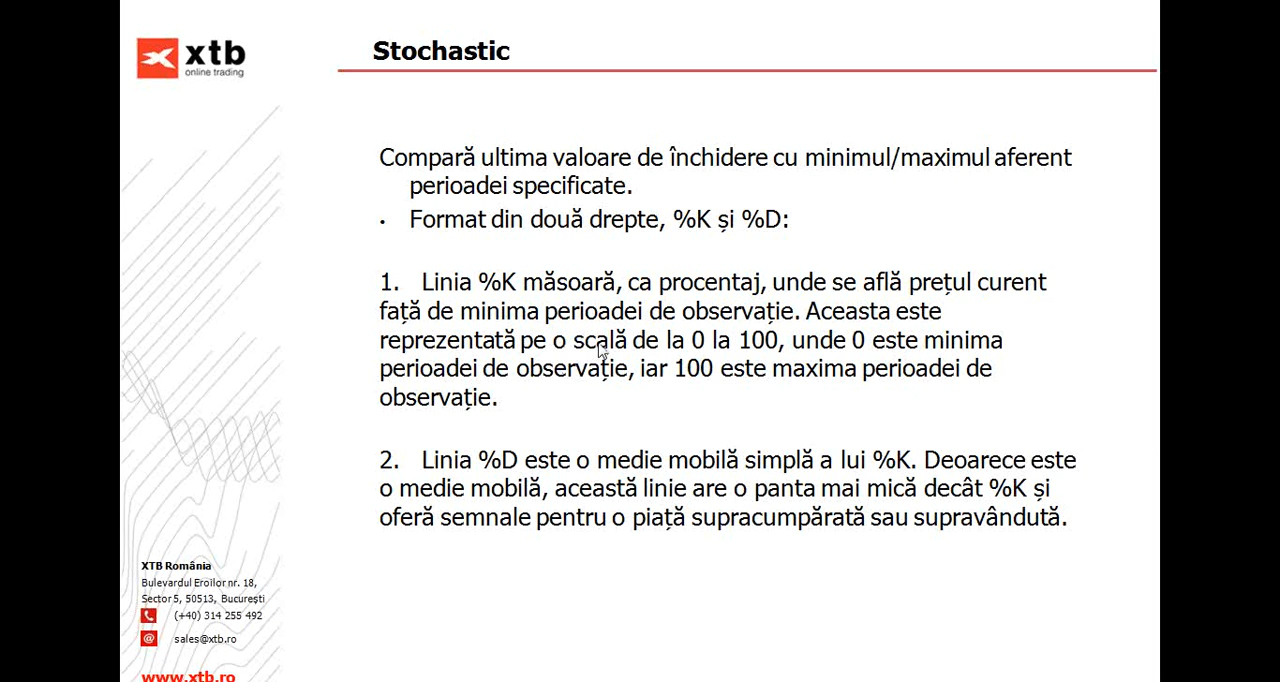 xtb
online trading
Stochastic
Compară ultima valoare de închidere cu minimul/maximul aferent
perioadei specificate.
• Format din două drepte, %K și %D:
1. Linia %K măsoară, ca procentaj, unde se află prețul curent
față de minima perioadei de observație. Aceasta este
reprezentată pe o scală de la 0 la 100, unde 0 este minima
perioadei de observație, iar 100 este maxima perioadei de
observație.
2. Linia %D este o medie mobilă simplă a lui %K. Deoarece este
o medie mobilă, această linie are o panta mai mică decât %K și
oferă semnale pentru o piață supracumpărată sau supravândută.
XTB România
Bulevardul Eroilor nr. 18,
Sector 5, 50513, București
(+40) 314 255 492
@ sales@xtb.ro
www.xtb.ro